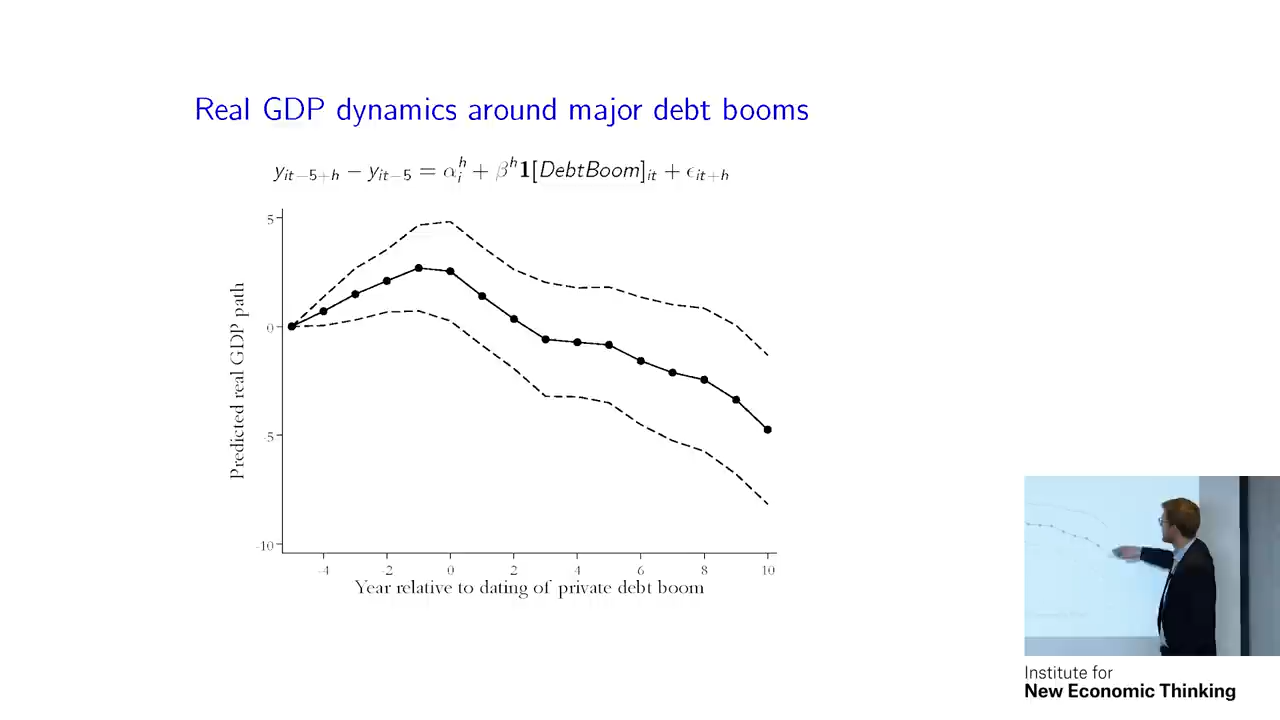 Real GDP dynamics around major debt booms
y_{it−5+h} − y_{it−5} = α_i^h + β^h 1[DebtBoom]_{it} + ϵ_{it+h}
Predicted real GDP path
5
0
-5
-10
-4 -2 0 2 4 6 8 10
Year relative to dating of private debt boom
Institute for
New Economic Thinking